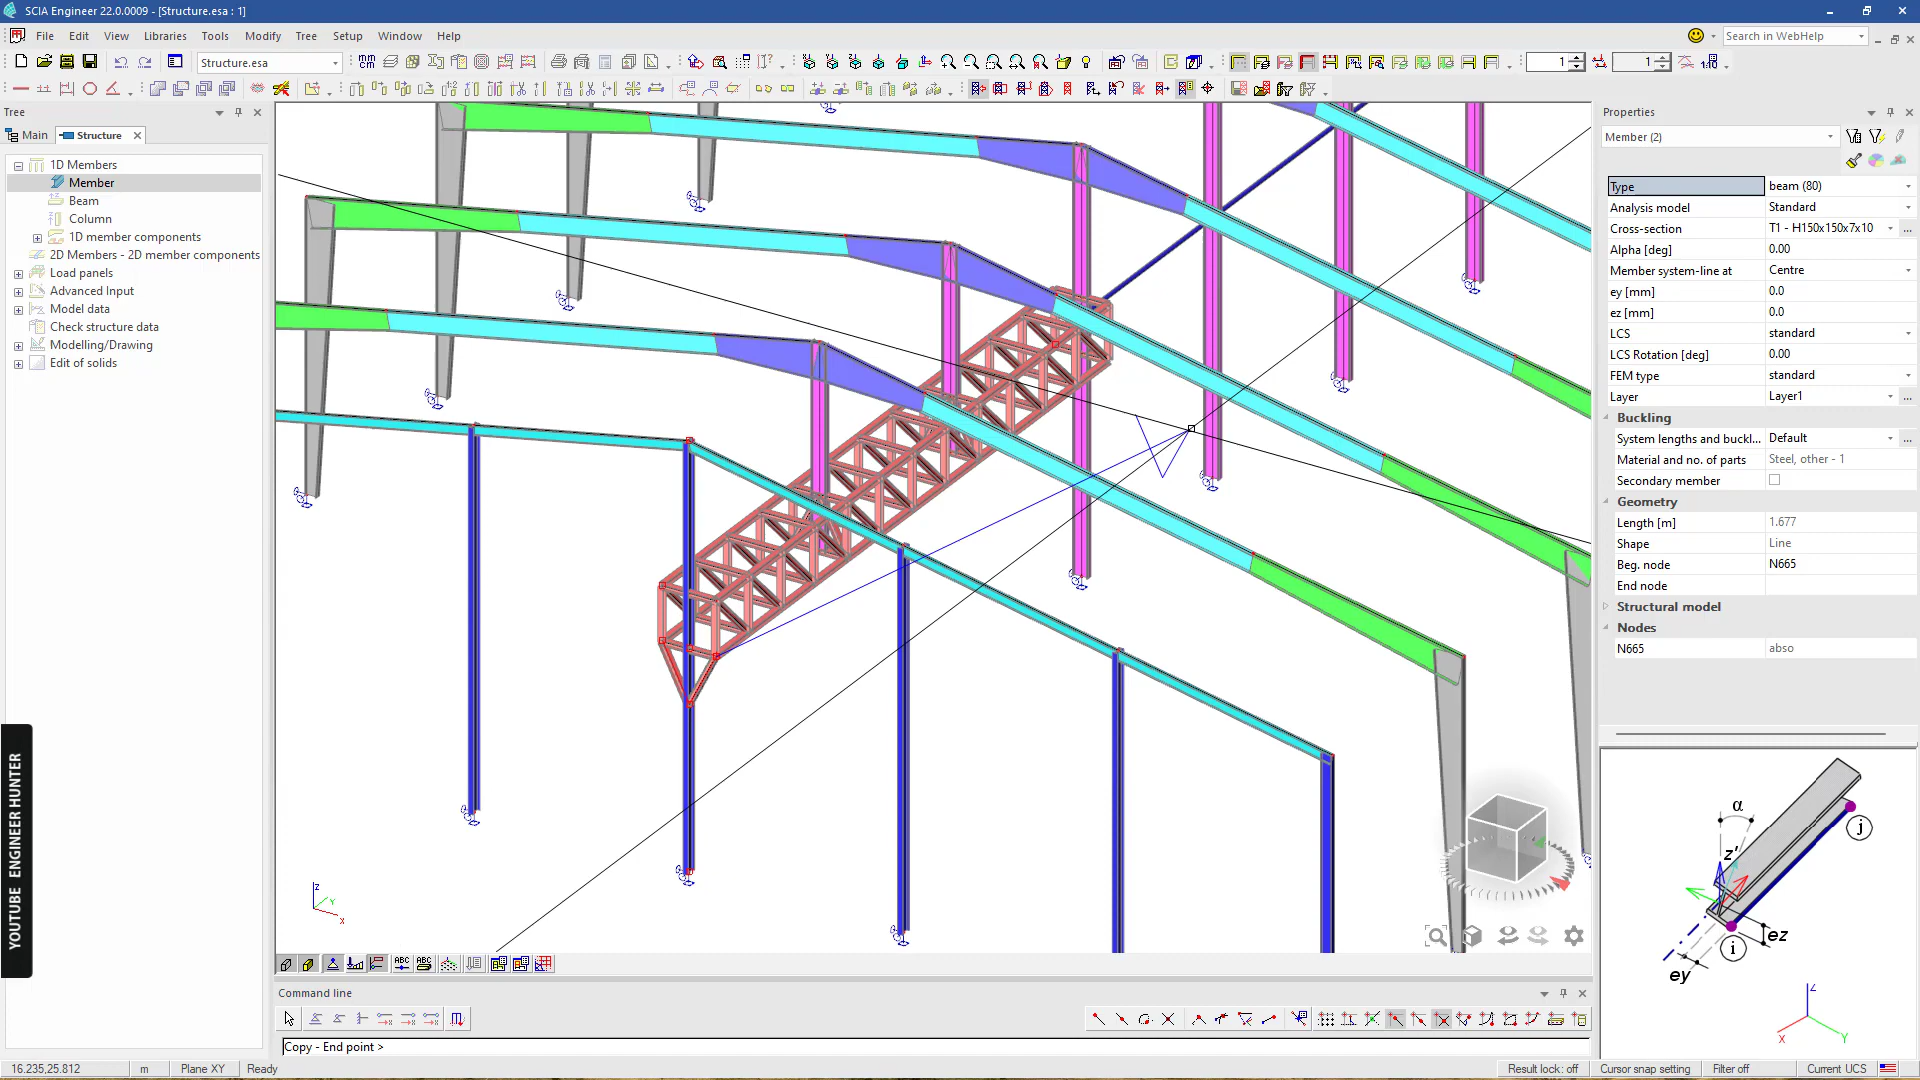 SCIA Engineer 22.0.0009 - [Structure.esa : 1]
File Edit View Libraries Tools Modify Tree Setup Window Help
Search in WebHelp
Structure.esa
1
1
Tree
Main
Structure
1D Members
Member
Beam
Column
1D member components
2D Members - 2D member components
Load panels
Advanced Input
Model data
Check structure data
Modelling/Drawing
Edit of solids
YOUTUBE ENGINEER HUNTER
Z
Y
X
Command line
Copy - End point >
16.235,25.812 m Plane XY Ready
Properties
Member (2)
Type beam (80)
Analysis model Standard
Cross-section T1 - H150x150x7x10
Alpha [deg] 0.00
Member system-line at Centre
ey [mm] 0.0
ez [mm] 0.0
LCS standard
LCS Rotation [deg] 0.00
FEM type standard
Layer Layer1
Buckling
System lengths and buckl... Default
Material and no. of parts Steel, other - 1
Secondary member
Geometry
Length [m] 1.677
Shape Line
Beg. node N665
End node
Structural model
Nodes
N665 abso
α
j
z'
ez
i
ey
Z
X
Y
Result lock: off Cursor snap setting Filter off Current UCS